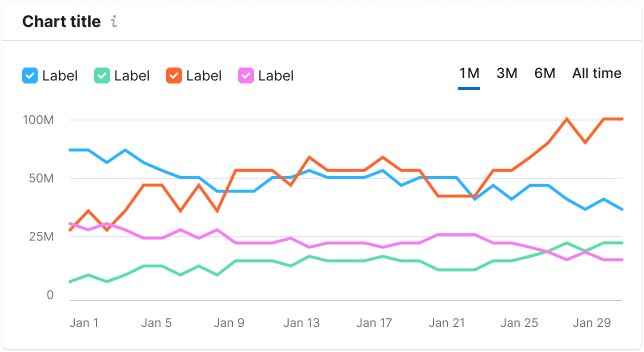 Chart title
Label Label Label Label 1M 3M 6M All time
100M
50M
25M
0
Jan 1 Jan 5 Jan 9 Jan 13 Jan 17 Jan 21 Jan 25 Jan 29